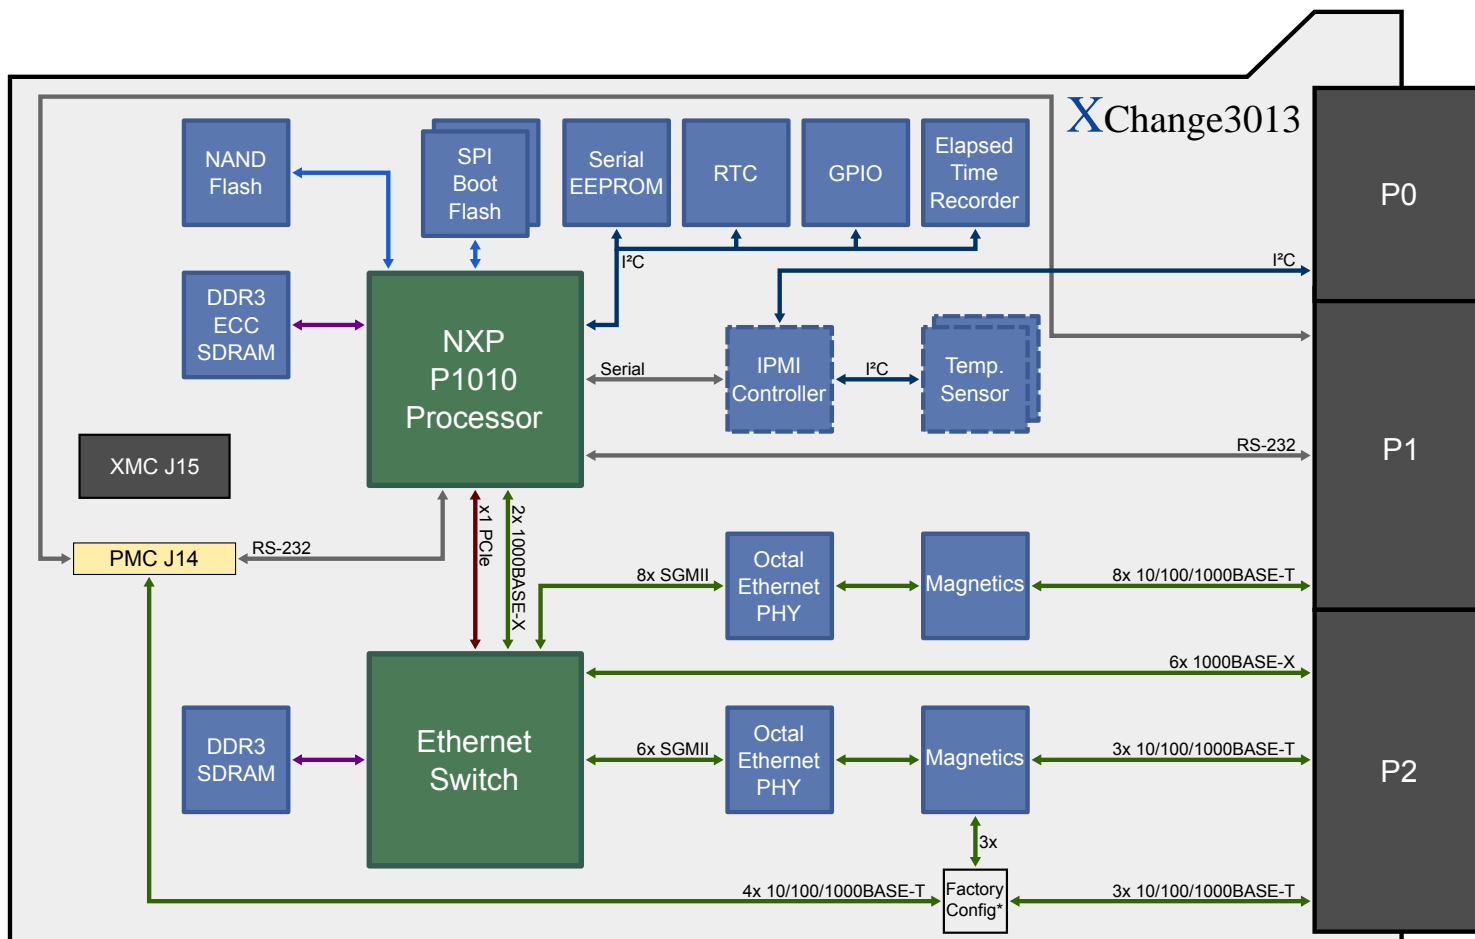 XChange3013
NAND
Flash
SPI
Boot
Flash
Serial
EEPROM
RTC
GPIO
Elapsed
Time
Recorder
P0
I²C
I²C
DDR3
ECC
SDRAM
NXP
P1010
Processor
Serial
IPMI
Controller
I²C
Temp.
Sensor
P1
RS-232
XMC J15
PMC J14
RS-232
x1 PCIe
2x 1000BASE-X
8x SGMII
Octal
Ethernet
PHY
Magnetics
8x 10/100/1000BASE-T
6x 1000BASE-X
DDR3
SDRAM
Ethernet
Switch
6x SGMII
Octal
Ethernet
PHY
Magnetics
3x 10/100/1000BASE-T
P2
3x
4x 10/100/1000BASE-T
Factory
Config*
3x 10/100/1000BASE-T